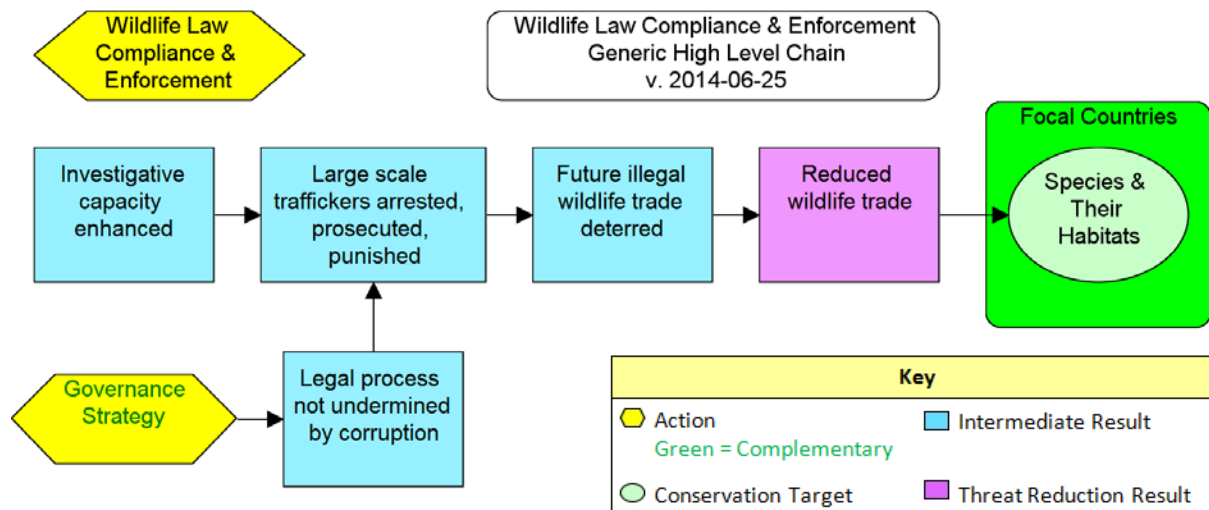 Wildlife Law
Compliance &
Enforcement
Wildlife Law Compliance & Enforcement
Generic High Level Chain
v. 2014-06-25
Investigative
capacity
enhanced
Large scale
traffickers arrested,
prosecuted,
punished
Future illegal
wildlife trade
deterred
Reduced
wildlife trade
Focal Countries
Species &
Their
Habitats
Governance
Strategy
Legal process
not undermined
by corruption
Key
Action
Green = Complementary
Intermediate Result
Conservation Target
Threat Reduction Result